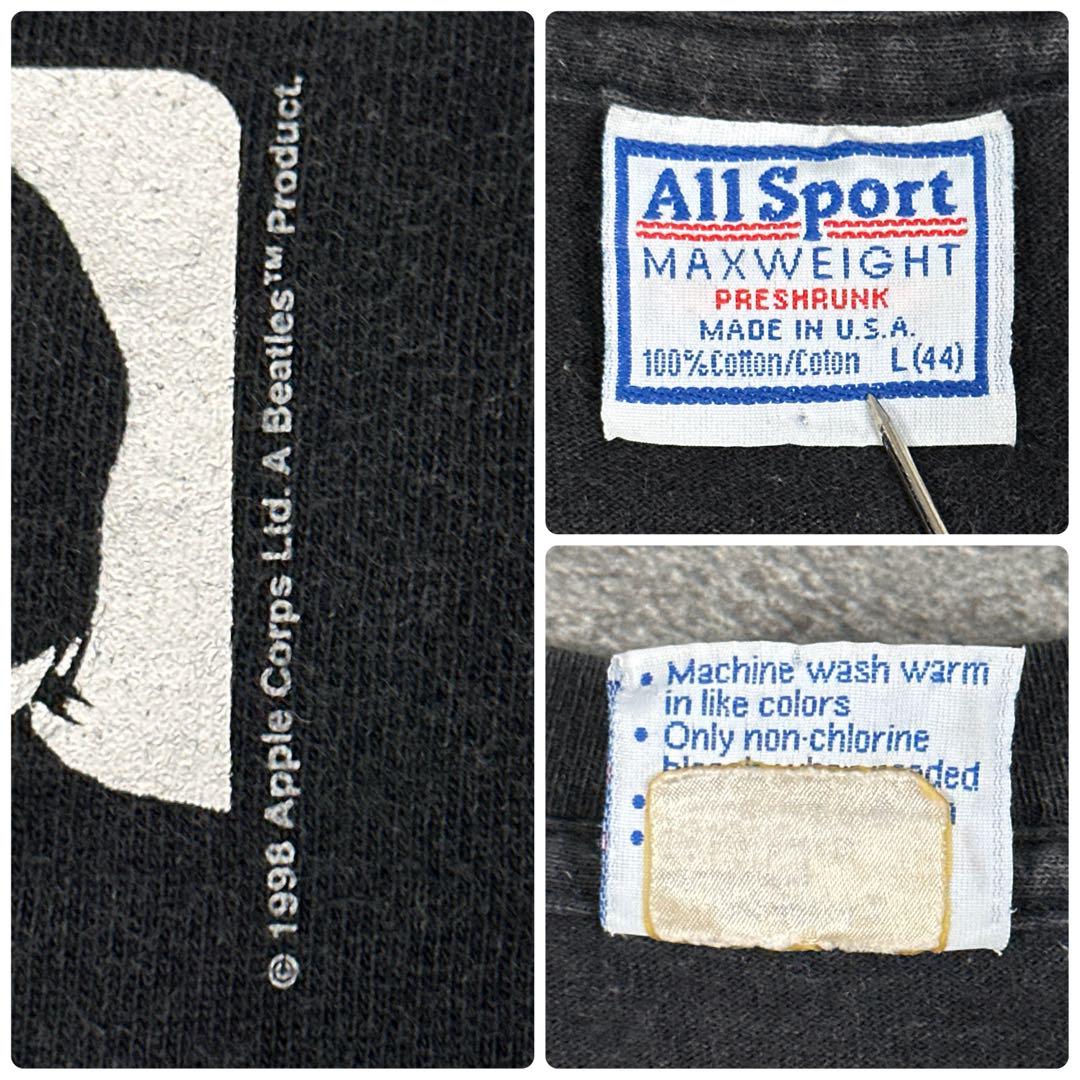 © 1998 Apple Corps Ltd. A Beatles™ Product.
All Sport
MAXWEIGHT
PRESHRUNK
MADE IN U.S.A.
100% Cotton/Coton L (44)
• Machine wash warm
in like colors
• Only non-chlorine